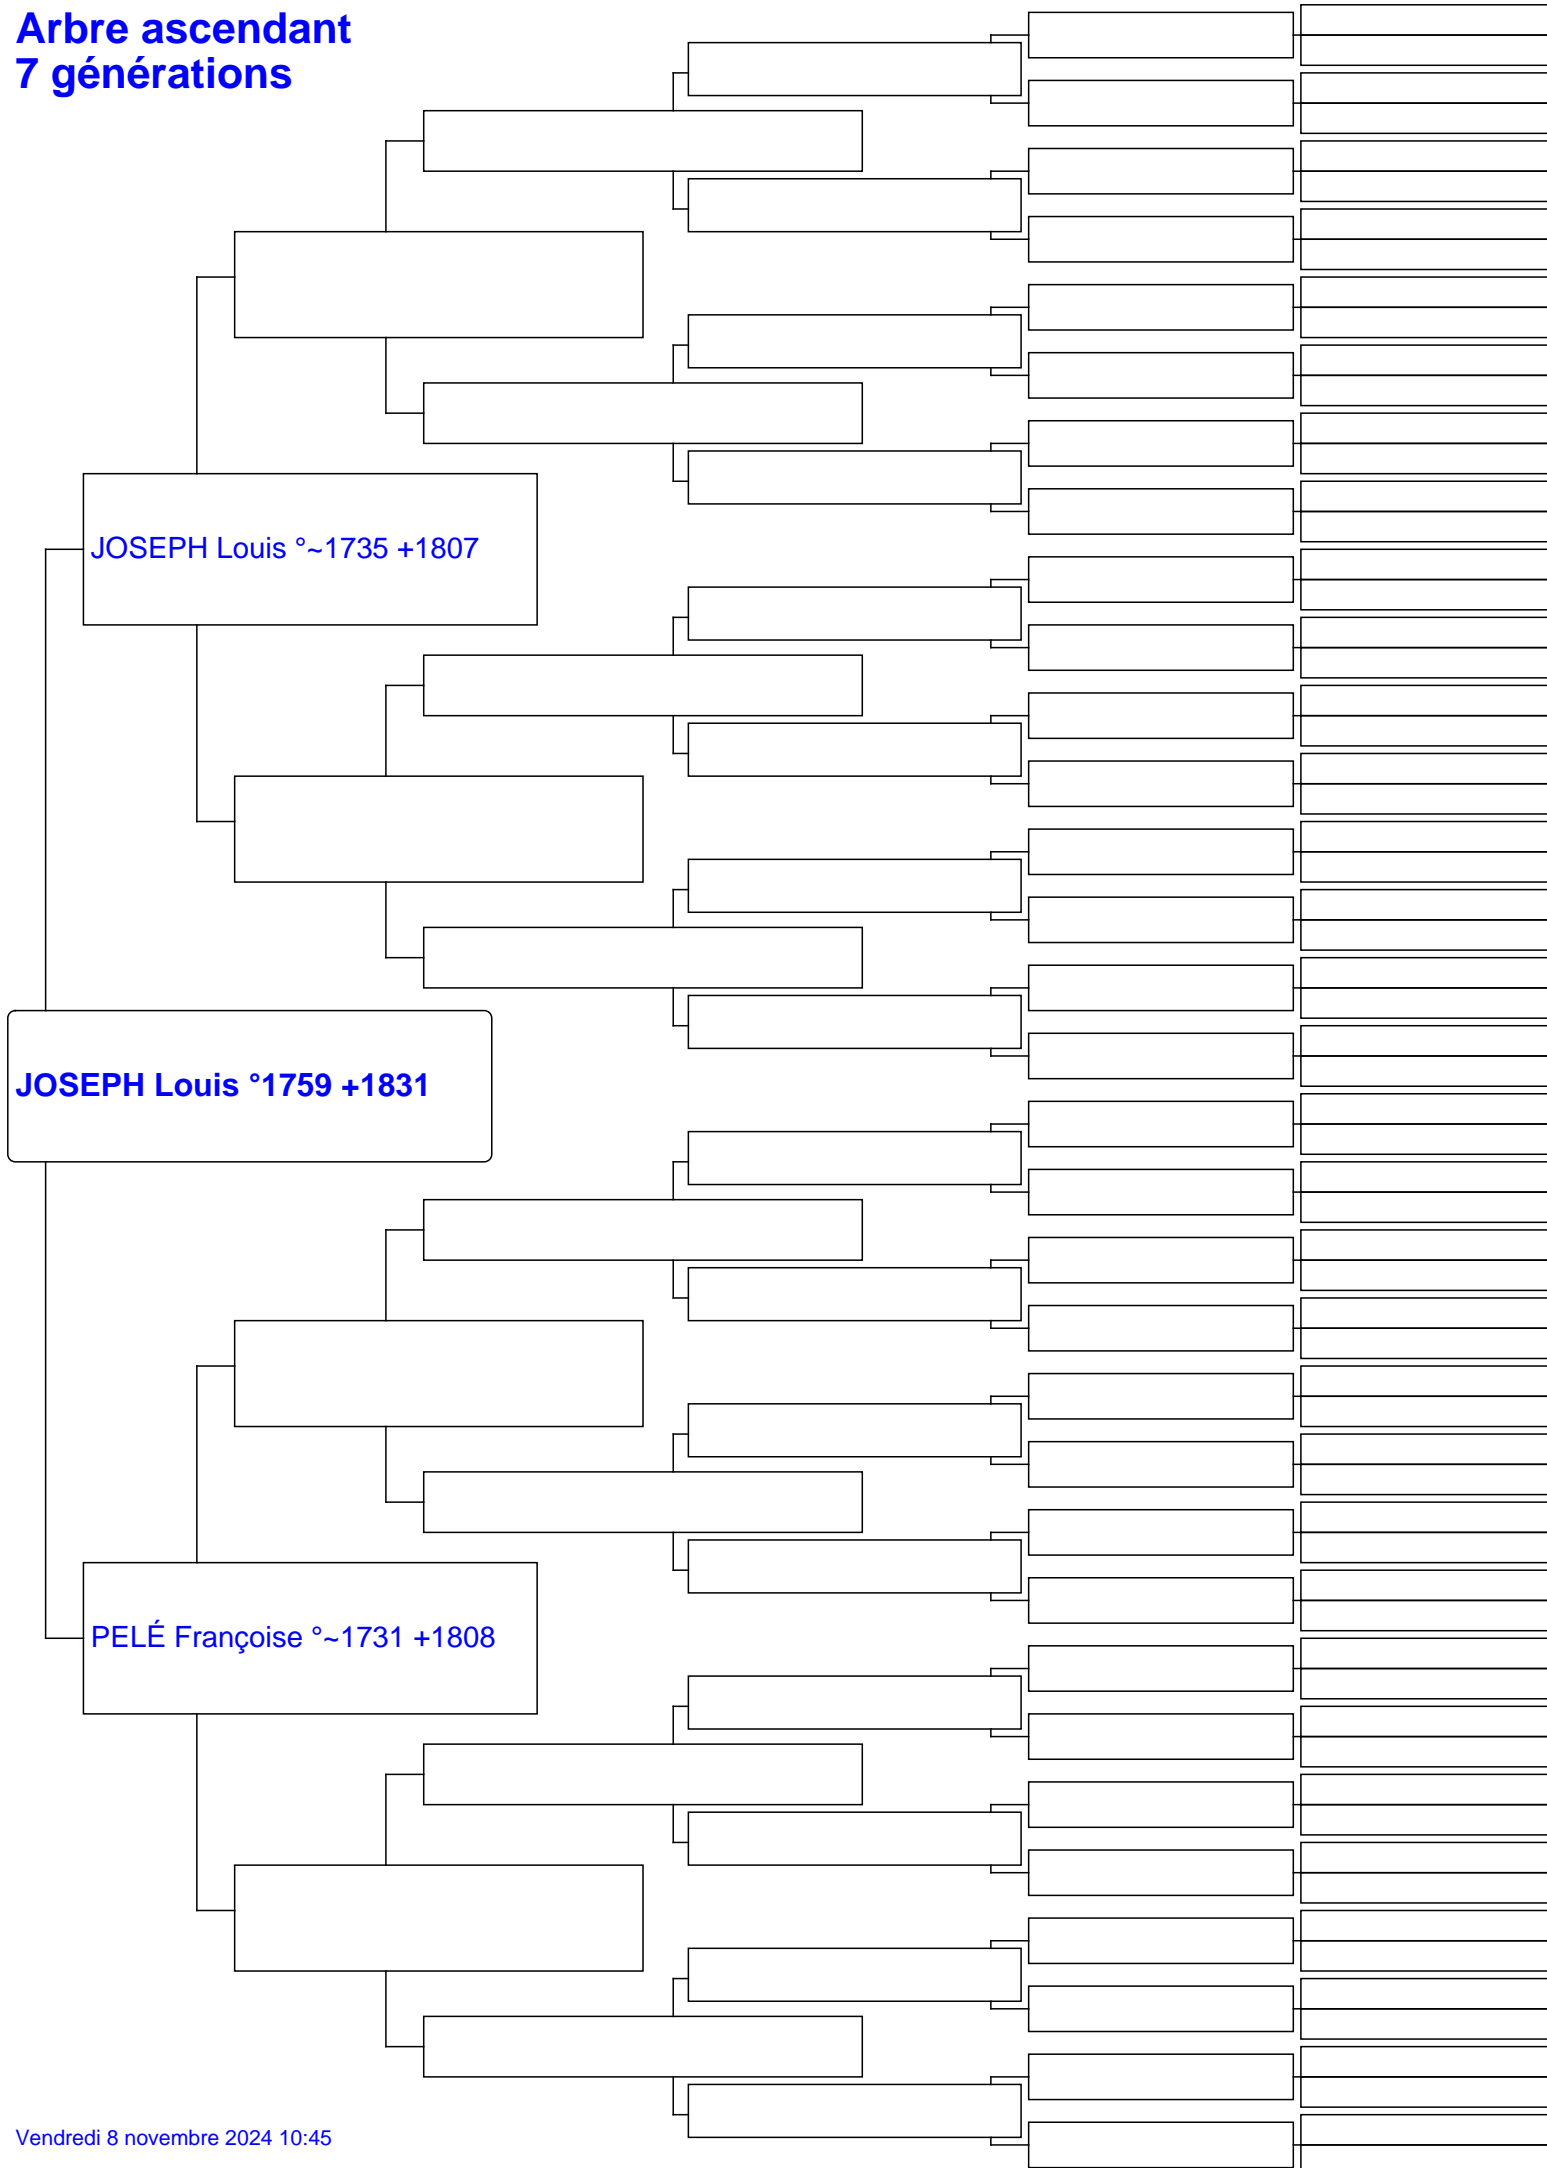 Arbre ascendant
7 générations
JOSEPH Louis °~1735 +1807
JOSEPH Louis °1759 +1831
PELÉ Françoise °~1731 +1808
Vendredi 8 novembre 2024 10:45